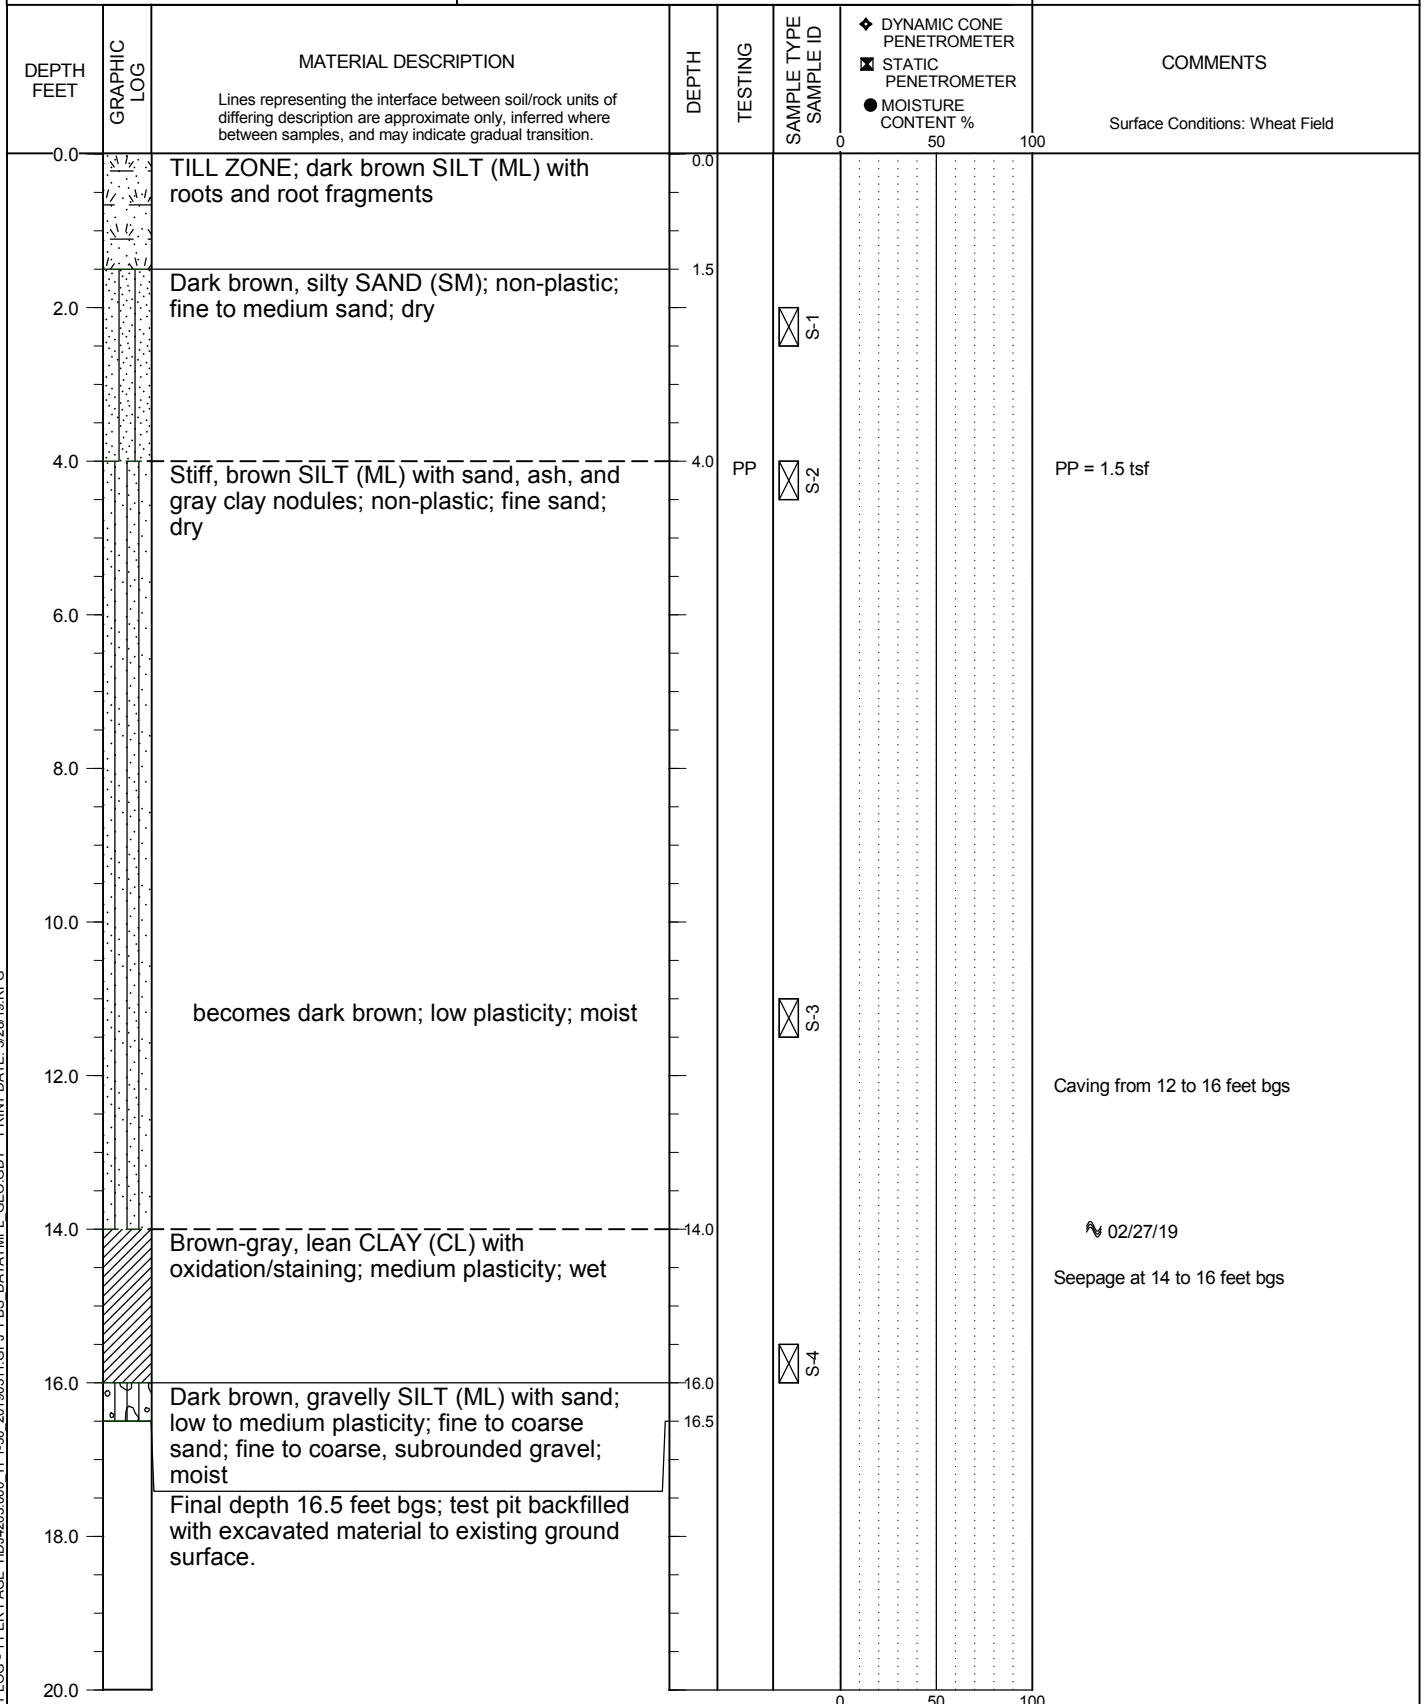 DEPTH
FEET
GRAPHIC
LOG
MATERIAL DESCRIPTION
Lines representing the interface between soil/rock units of
differing description are approximate only, inferred where
between samples, and may indicate gradual transition.
DEPTH
TESTING
SAMPLE TYPE
SAMPLE ID
DYNAMIC CONE
PENETROMETER
STATIC
PENETROMETER
MOISTURE
CONTENT %
0 50 100
COMMENTS
Surface Conditions: Wheat Field
0.0
TILL ZONE; dark brown SILT (ML) with
roots and root fragments
0.0
1.5
Dark brown, silty SAND (SM); non-plastic;
fine to medium sand; dry
2.0
S-1
4.0
Stiff, brown SILT (ML) with sand, ash, and
gray clay nodules; non-plastic; fine sand;
dry
4.0
PP
S-2
PP = 1.5 tsf
6.0
8.0
10.0
becomes dark brown; low plasticity; moist
S-3
12.0
Caving from 12 to 16 feet bgs
14.0
Brown-gray, lean CLAY (CL) with
oxidation/staining; medium plasticity; wet
14.0
02/27/19
Seepage at 14 to 16 feet bgs
S-4
16.0
Dark brown, gravelly SILT (ML) with sand;
low to medium plasticity; fine to coarse
sand; fine to coarse, subrounded gravel;
moist
16.0
16.5
Final depth 16.5 feet bgs; test pit backfilled
with excavated material to existing ground
surface.
18.0
20.0
0 50 100